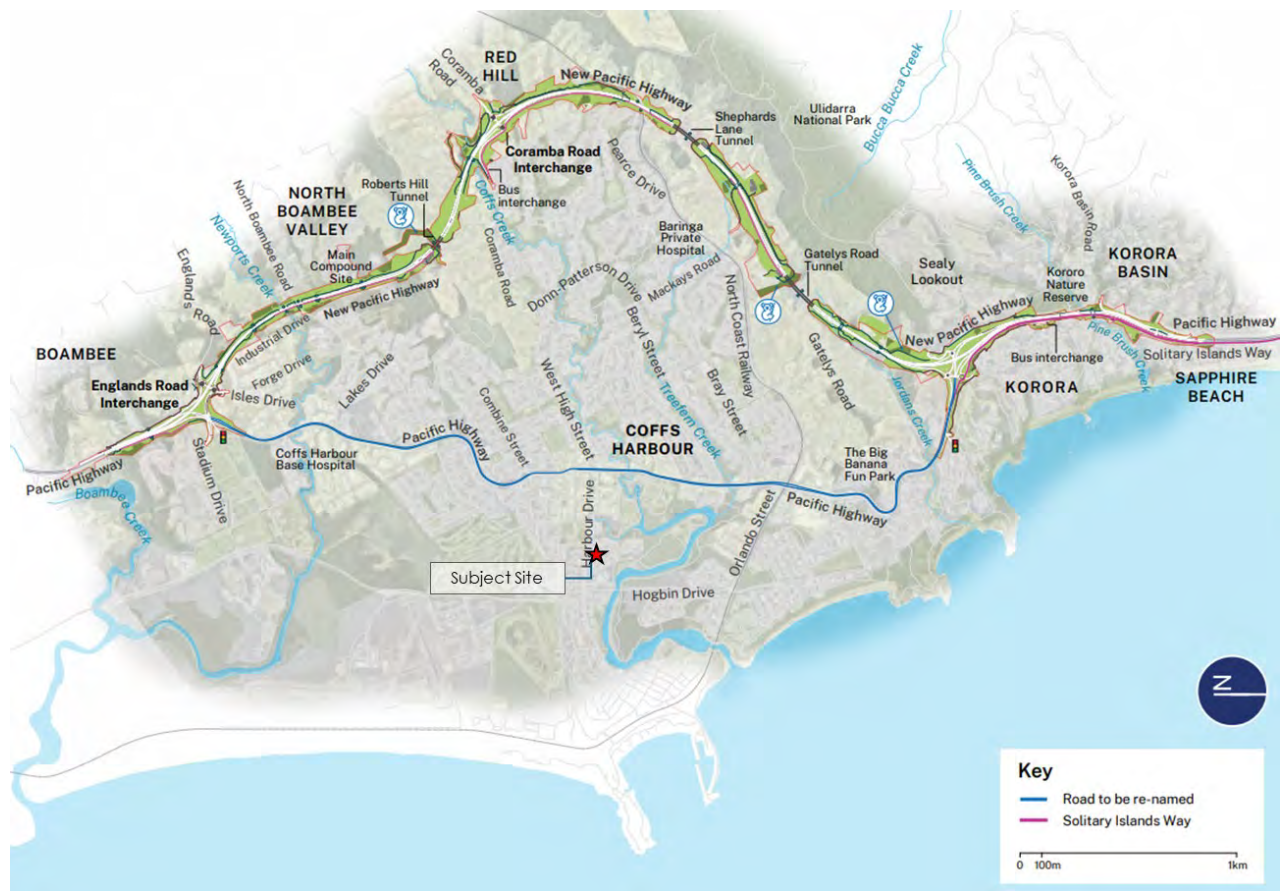 RED
HILL
Coramba
Road
New Pacific Highway
Ulidarra
National Park
Bucca Bucca Creek
Shephards
Lane
Tunnel
Coramba Road
Interchange
Pearce Drive
Pine Brush Creek
Korora Basin Road
Roberts Hill
Tunnel
Bus
interchange
Coffs Creek
NORTH
BOAMBEE
VALLEY
North Boambee Road
Newports Creek
Englands Road
Main
Compound
Site
New Pacific Highway
Coramba Road
Donn-Patterson Drive
Baringa
Private
Hospital
Mackays Road
Gatelys Road
Tunnel
Sealy
Lookout
KORORA
BASIN
Kororo
Nature
Reserve
Industrial Drive
Forge Drive
Isles Drive
Lakes Drive
BOAMBEE
Englands Road
Interchange
Beryl Street
North Coast Railway
New Pacific Highway
Pacific Highway
Solitary Islands Way
Bus interchange
Pine Brush Creek
KORORA
SAPPHIRE
BEACH
West High Street
Treefern Creek
Bray Street
Gatelys Road
Jordans Creek
Combine Street
Pacific Highway
COFFS
HARBOUR
The Big
Banana
Fun Park
Coffs Harbour
Base Hospital
Stadium Drive
Pacific Highway
Boambee Creek
Pacific Highway
Harbour Drive
Orlando Street
Subject Site
Hogbin Drive
N
Key
Road to be re-named
Solitary Islands Way
0 100m 1km